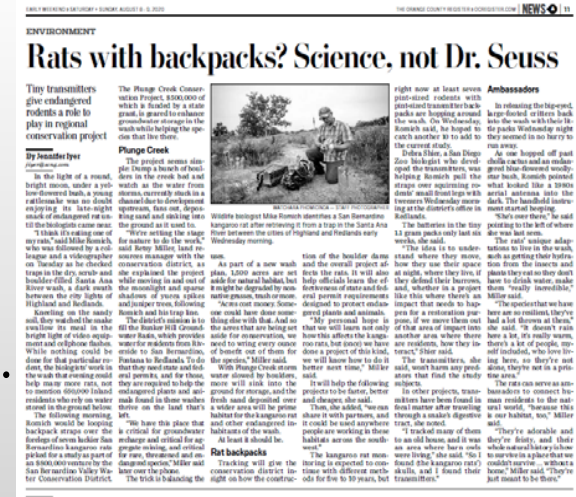 EARLY WEEKEND • SATURDAY + SUNDAY, AUGUST 8 - 9, 2020
THE ORANGE COUNTY REGISTER • OCREGISTER.COM
NEWS
11
ENVIRONMENT
Rats with backpacks? Science, not Dr. Seuss
Tiny transmitters
give endangered
rodents a role to
play in regional
conservation project
By Jennifer Iyer
In the light of a round,
bright moon, under a yel-
low-flowered bush, a young
rattlesnake was no doubt
enjoying its late-night
snack of endangered rat un-
til the biologists came near.
"I think it's eating one of
my rats," said Mike Romich,
who was followed by a col-
league and a videographer
on Tuesday as he checked
traps in the dry, scrub- and
boulder-filled Santa Ana
River wash, a dark swath
between the city lights of
Highland and Redlands.
Kneeling on the sandy
soil, they watched the snake
swallow its meal in the
bright light of video equip-
ment and cellphone flashes.
While nothing could be
done for that particular ro-
dent, the biologists' work in
the wash that evening could
help many more rats, not
to mention
residents who rely on water
stored in the ground below.
The following morning,
Romich would be looping
backpack straps over the
forelegs of seven luckier San
Bernardino kangaroo rats
picked for a study as part of
an $800,000 venture by the
San Bernardino Valley Wa-
ter Conservation District.
The Plunge Creek Conser-
vation Project, $500,000 of
which is funded by a state
grant, is geared to enhance
groundwater storage in the
wash while helping the spe-
cies that live there.
Plunge Creek
The project seems sim-
ple: Dump a bunch of boul-
ders in the creek bed and
watch as the water from
storms, currently stuck in a
channel due to development
upstream, fans out, depos-
iting sand and sinking into
the ground as it used to.
"We're setting the stage
for nature to do the work,"
said Betsy Miller, land re-
sources manager with the
conservation district, as
she explained the project
while moving in and out of
the moonlight and sparse
shadows of yucca spikes
and juniper trees, following
Romich and his trap line.
The district's mission is to
fill the Bunker Hill Ground-
water Basin, which provides
water for residents from Riv-
erside to San Bernardino,
Fontana to Redlands. To do
that they need state and fed-
eral permits, and for those,
they are required to help the
endangered plants and ani-
mals found in these washes
thrive on the land that's
left.
"We have this place that
is critical for groundwater
recharge and critical for ag-
gregate mining, and critical
for rare, threatened and en-
dangered species," Miller said
later over the phone.
The trick is balancing the
Wildlife biologist Mike Romich identifies a San Bernardino
kangaroo rat after retrieving it from a trap in the Santa Ana
River between the cities of Highland and Redlands early
Wednesday morning.
uses.
As part of a new wash
plan, 1,500 acres are set
aside for natural habitat, but
it might be degraded by non-
native grasses, trash or more.
"Acres cost money. Some-
one could have done some-
thing else with that. And so
the acres that are being set
aside for conservation, we
need to wring every ounce
of benefit out of them for
the species," Miller said.
With Plunge Creek storm
water slowed by boulders,
more will sink into the
ground for storage, and the
fresh sand deposited over
a wider area will be prime
habitat for the kangaroo rat
and other endangered in-
habitants of the wash.
At least it should be.
Rat backpacks
Tracking will give the
conservation district in-
sight on how the construc-
tion of the boulder dams
and the overall project af-
fects the rats. It will also
help officials learn the ef-
fectiveness of state and fed-
eral permit requirements
designed to protect endan-
gered plants and animals.
"My personal hope is
that we will learn not only
how this affects the kanga-
roo rats, but (once) we have
done a project of this kind,
we will know how to do it
better next time," Miller
said.
It will help the following
projects to be faster, better
and cheaper, she said.
Then, she added, "we can
share it with partners, and
it could be used anywhere
people are working in these
habitats across the south-
west."
The kangaroo rat mon-
itoring is expected to con-
tinue with different meth-
ods for five to 10 years, but
right now at least seven
pint-sized rodents with
pint-sized transmitter back-
packs are hopping around
the wash. On Wednesday,
Romich said, he hoped to
catch another 10 to add to
the current study.
Debra Shier, a San Diego
Zoo biologist who devel-
oped the transmitters, was
helping Romich pull the
straps over squirming ro-
dents' small front legs with
tweezers Wednesday morn-
ing at the district's office in
Redlands.
The batteries in the tiny
1.1 gram packs only last six
weeks, she said.
"The idea is to under-
stand where they move,
how they use their space
at night, where they live, if
they defend their burrows,
and, whether in a project
like this where there's an
impact that needs to hap-
pen for a restoration pur-
pose, if we move them out
of that area of impact into
another area where there
are residents, how they in-
teract," Shier said.
The transmitters, she
said, won't harm any pred-
ators that find the study
subjects.
In other projects, trans-
mitters have been found in
fecal matter after traveling
through a snake's digestive
tract, she noted.
"I tracked many of them
to an old house, and it was
an area where barn owls
were living," she said. "So I
found (the kangaroo rat's)
skulls, and I found their
transmitters."
Ambassadors
In releasing the big-eyed,
large-footed critters back
into the wash with their lit-
tle packs Wednesday night
they seemed in no hurry to
run away.
As one hopped off past
cholla cactus and an endan-
gered blue-flowered woolly-
star bush, Romich pointed
what looked like a 1980s
aerial antenna into the
dark. The handheld instru-
ment started beeping.
"She's over there," he said
pointing to the left of where
she was last seen.
The rats' unique adap-
tations to live in the wash,
such as getting their hydra-
tion from the insects and
plants they eat so they don't
have to drink water, make
them "really incredible,"
Miller said.
"The species that we have
here are so resilient, they've
had a lot thrown at them,"
she said. "It doesn't rain
here a lot, it's really warm,
there's a lot of people, my-
self included, who love liv-
ing here, so they're not
alone, they're not in a pris-
tine area."
The rats can serve as am-
bassadors to connect hu-
man residents to the nat-
ural world, "because this
is our habitat, too," Miller
said.
"They're adorable and
they're feisty, and their
whole natural history is how
to survive in a place that we
couldn't survive ... without a
home," Miller said. "They're
just meant to be there."